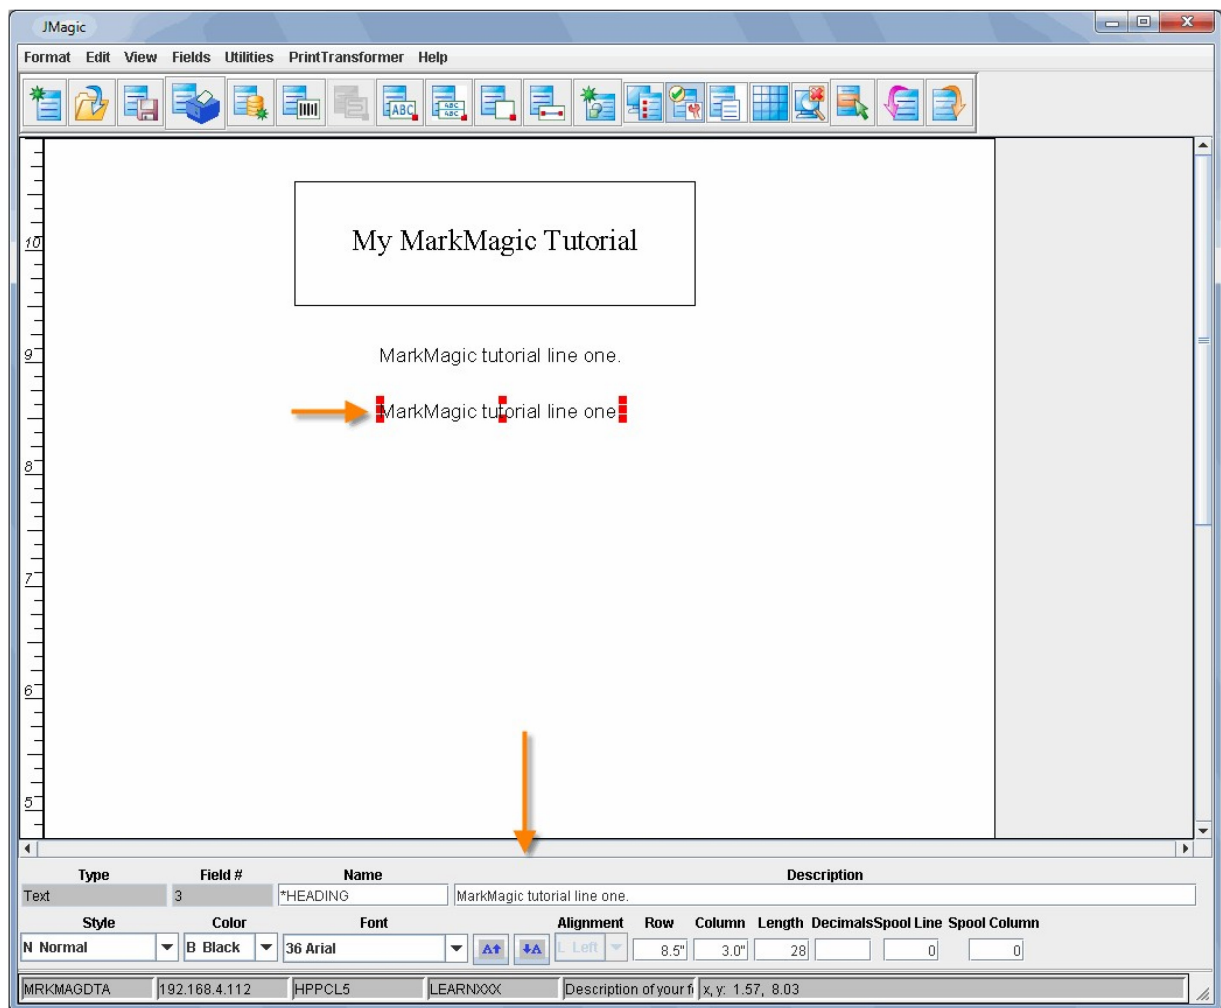 JMagic
Format Edit View Fields Utilities PrintTransformer Help
ABC ABC ABC
10
My MarkMagic Tutorial
9
MarkMagic tutorial line one.
MarkMagic tutorial line one
8
7
6
5
Type Field # Name Description
Text 3 *HEADING MarkMagic tutorial line one.
Style Color Font Alignment Row Column Length Decimals Spool Line Spool Column
N Normal B Black 36 Arial A A L Left 8.5" 3.0" 28 0 0
MRKMAGDTA 192.168.4.112 HPPCL5 LEARNXXX Description of your f x, y: 1.57, 8.03